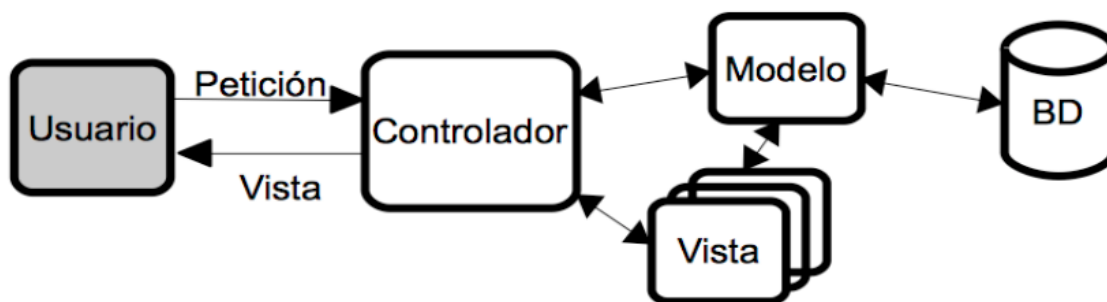 Usuario
Petición
Vista
Controlador
Modelo
Vista
BD